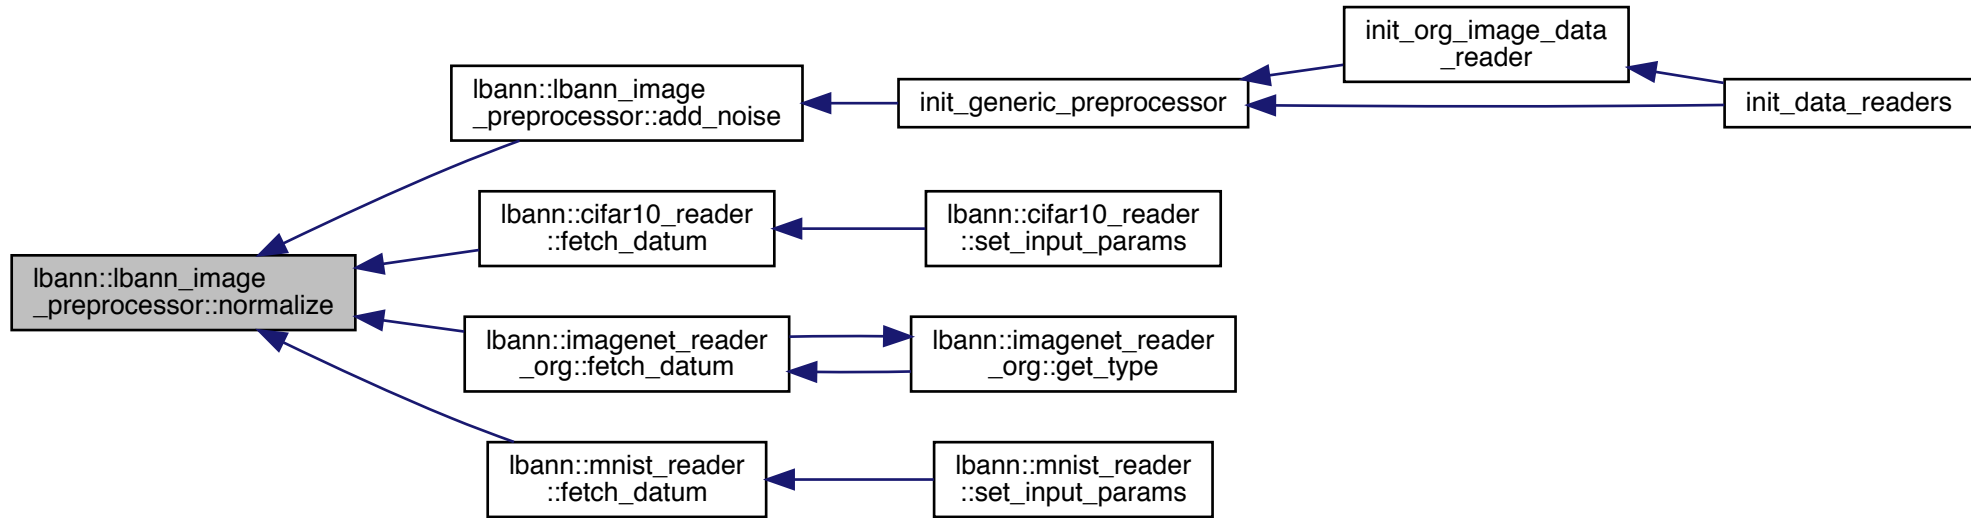 lbann::lbann_image
_preprocessor::normalize
lbann::lbann_image
_preprocessor::add_noise
init_generic_preprocessor
init_org_image_data
_reader
init_data_readers
lbann::cifar10_reader
::fetch_datum
lbann::cifar10_reader
::set_input_params
lbann::imagenet_reader
_org::fetch_datum
lbann::imagenet_reader
_org::get_type
lbann::mnist_reader
::fetch_datum
lbann::mnist_reader
::set_input_params